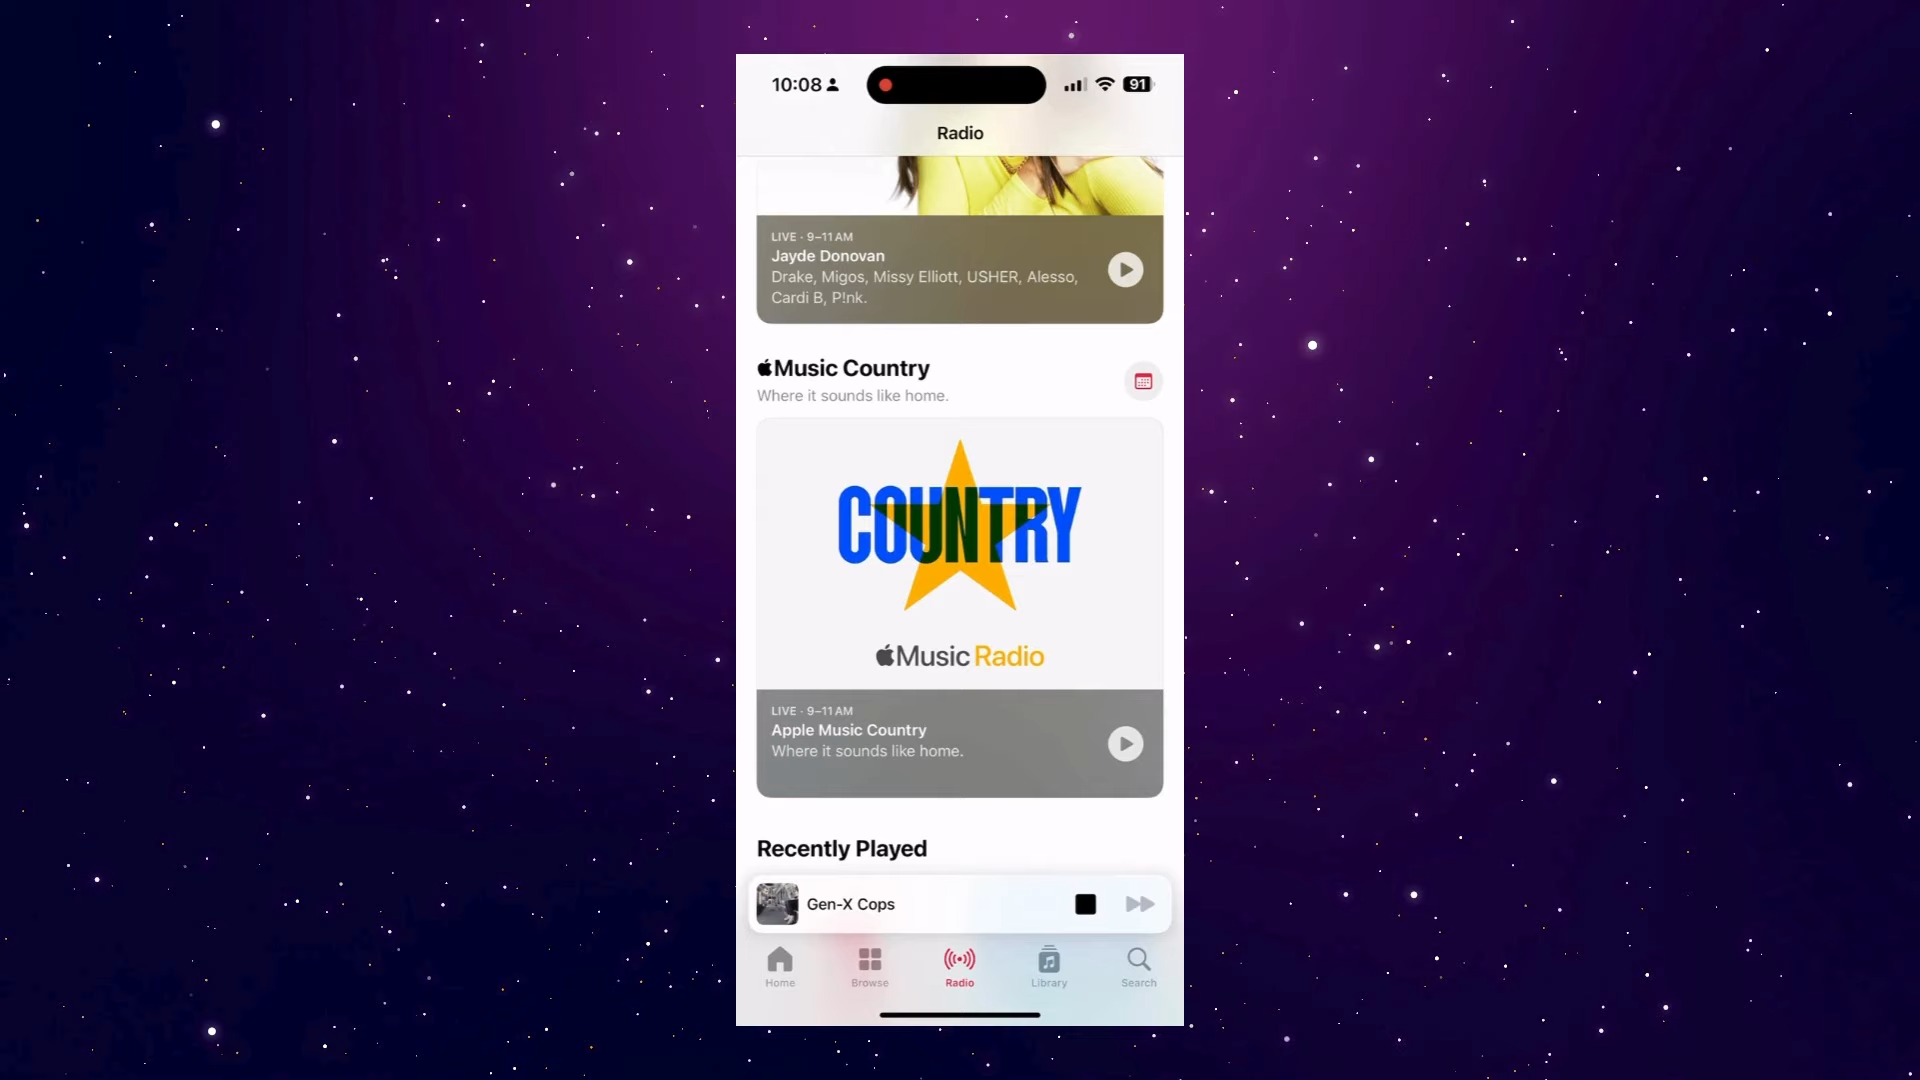 10:08
91
Radio
LIVE · 9–11 AM
Jayde Donovan
Drake, Migos, Missy Elliott, USHER, Alesso,
Cardi B, P!nk.
Music Country
Where it sounds like home.
COUNTRY
Music Radio
LIVE · 9–11 AM
Apple Music Country
Where it sounds like home.
Recently Played
Gen-X Cops
Home
Browse
Radio
Library
Search